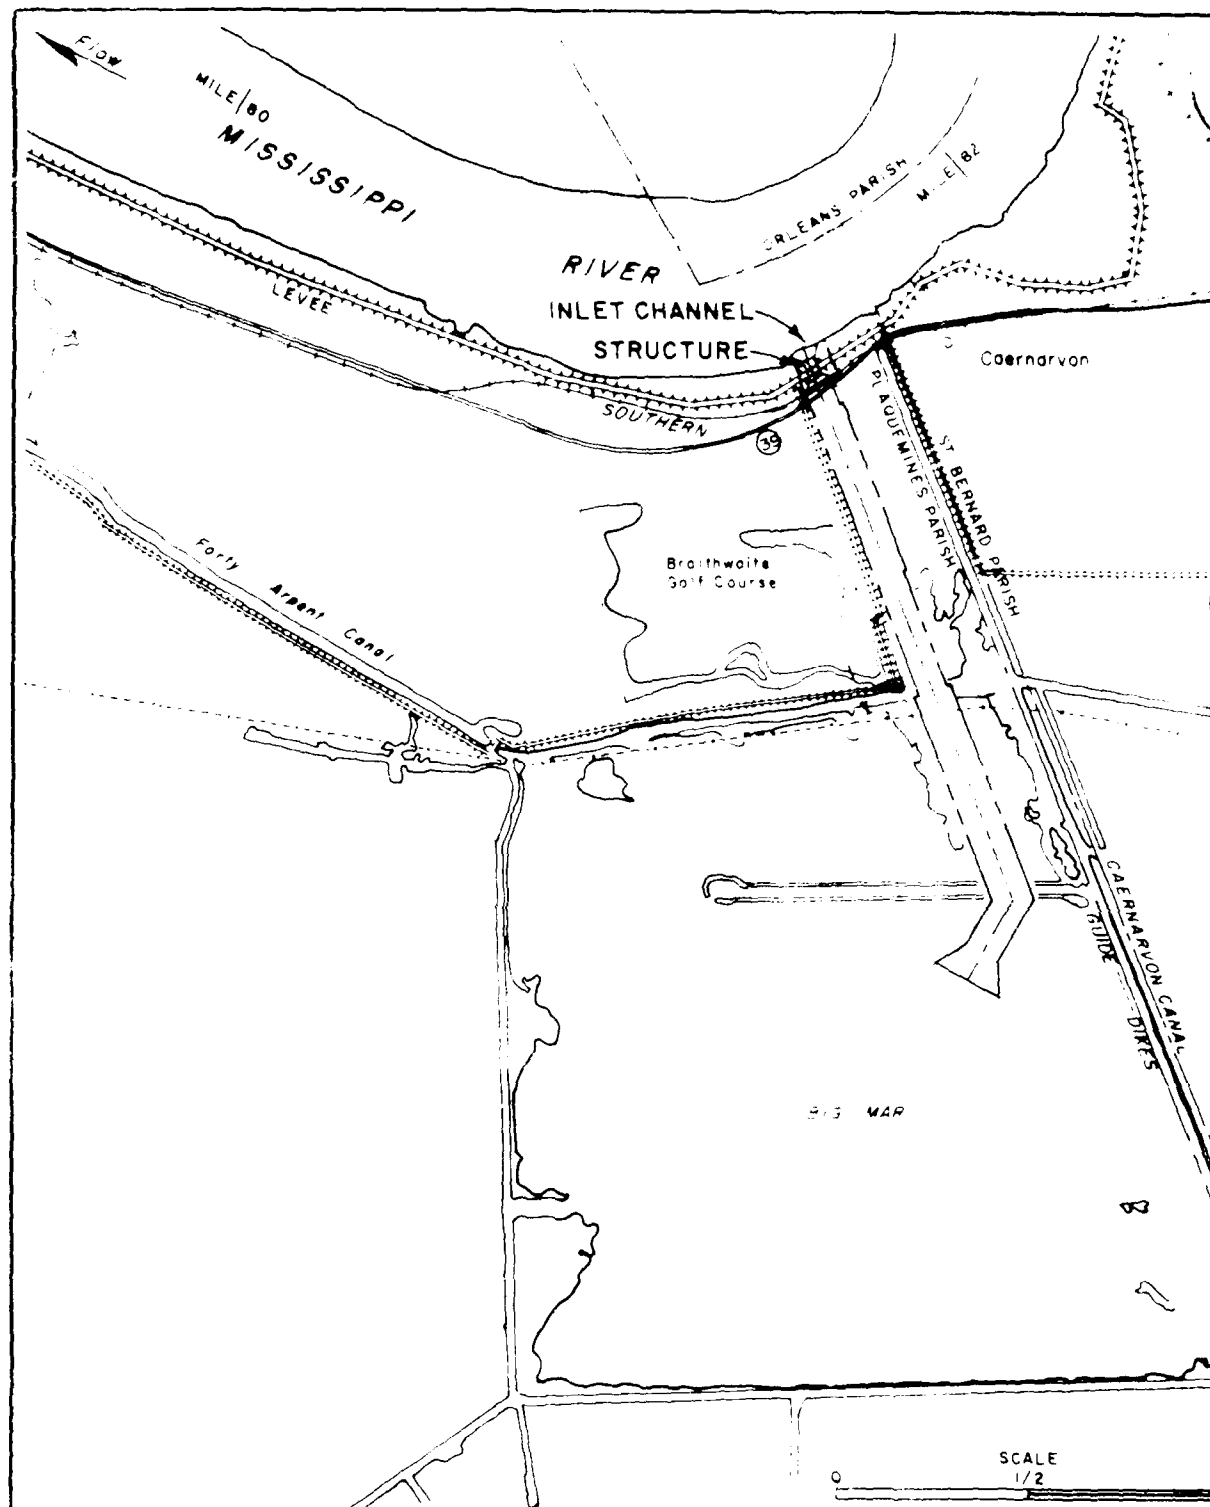 Flow
MILE 80
MISSISSIPPI
RIVER
ORLEANS PARISH
MILE 82
INLET CHANNEL
STRUCTURE
LEVEE
SOUTHERN
39
Caernarvon
PLAQUEMINES PARISH
ST BERNARD PARISH
Braithwaite
Golf Course
Forty Arpent Canal
CAERNARVON CANAL
GUIDE DIKES
BIG MAR
SCALE
0 1/2